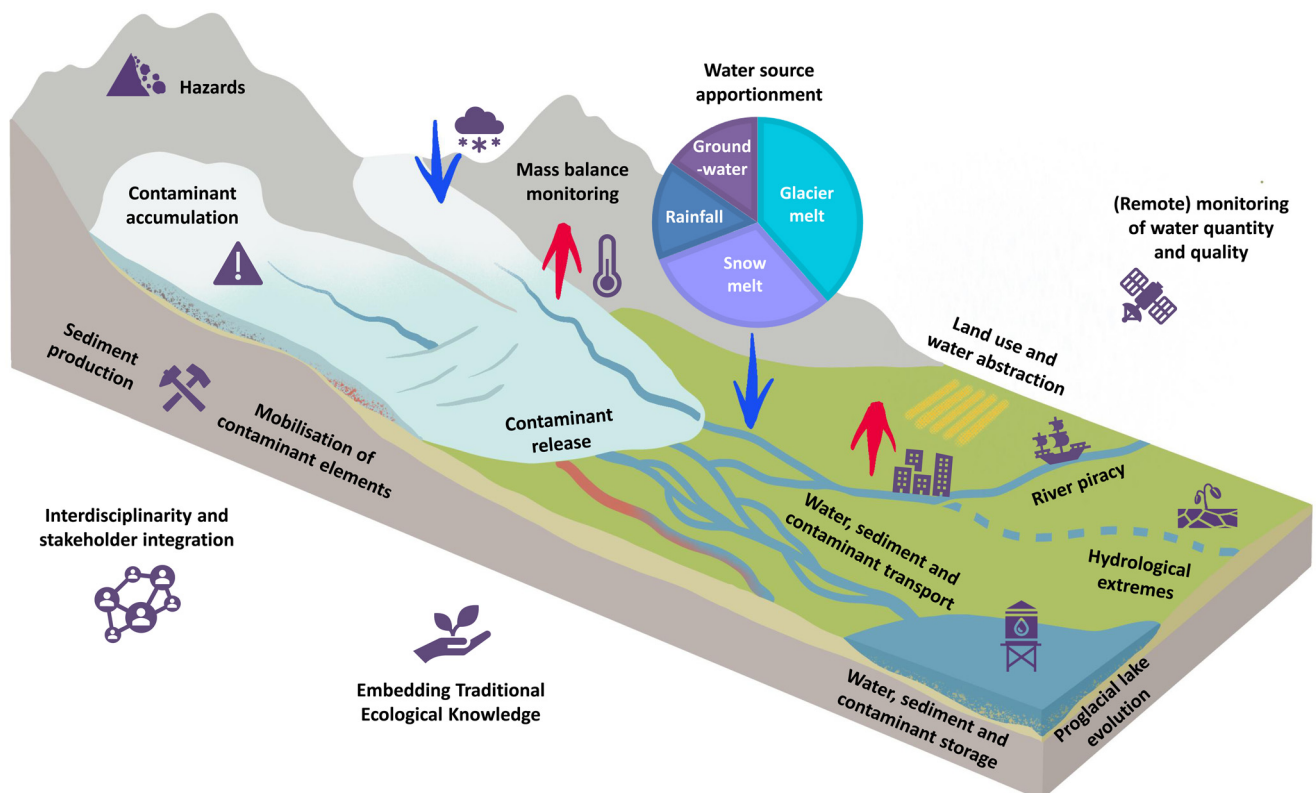 Hazards
Water source
apportionment
Ground
-water
Glacier
melt
Rainfall
Snow
melt
Mass balance
monitoring
Contaminant
accumulation
(Remote) monitoring
of water quantity
and quality
Sediment
production
Mobilisation of
contaminant elements
Contaminant
release
Land use and
water abstraction
River piracy
Water, sediment and
contaminant transport
Hydrological
extremes
Interdisciplinarity and
stakeholder integration
Embedding Traditional
Ecological Knowledge
Water, sediment and
contaminant storage
Proglacial lake
evolution